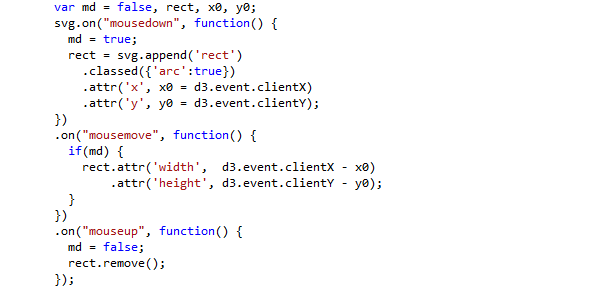 var md = false, rect, x0, y0;
svg.on("mousedown", function() {
  md = true;
  rect = svg.append('rect')
    .classed({'arc':true})
    .attr('x', x0 = d3.event.clientX)
    .attr('y', y0 = d3.event.clientY);
})
.on("mousemove", function() {
  if(md) {
    rect.attr('width',  d3.event.clientX - x0)
        .attr('height', d3.event.clientY - y0);
  }
})
.on("mouseup", function() {
  md = false;
  rect.remove();
});